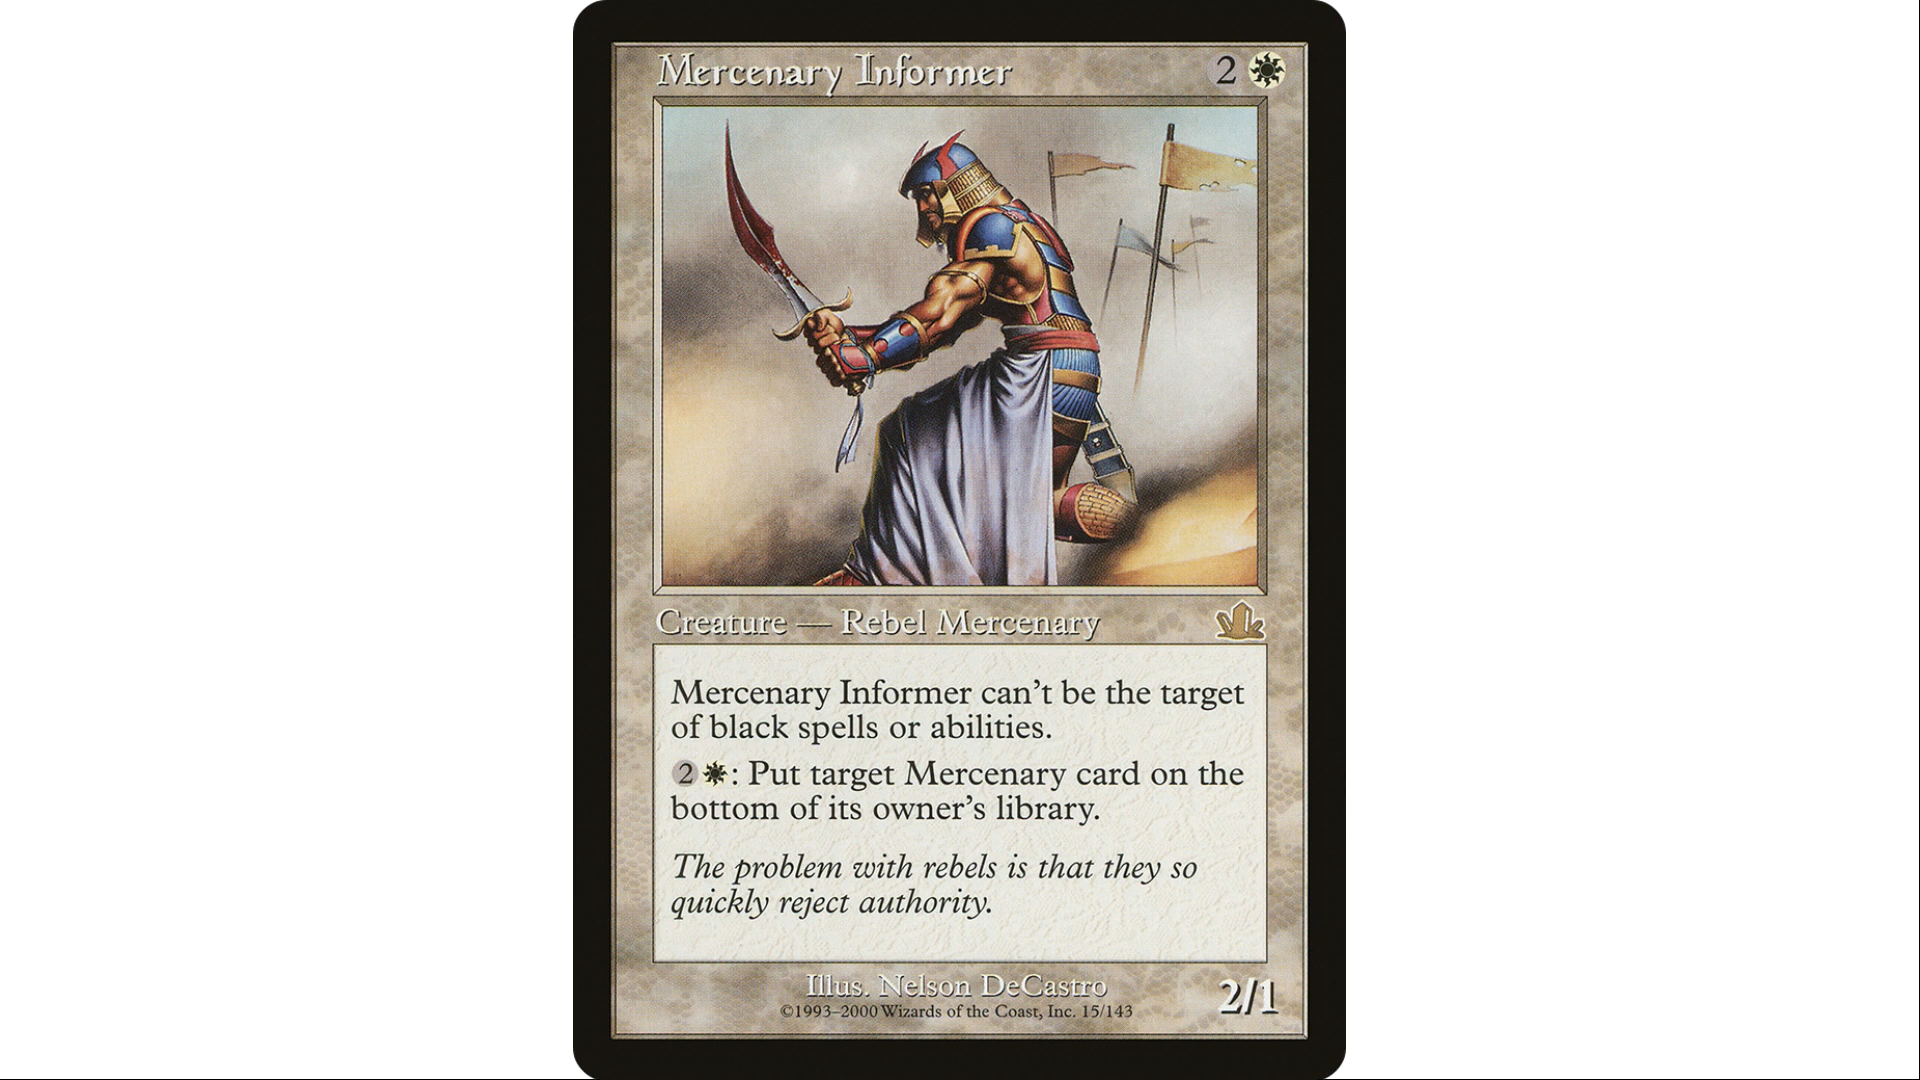 Mercenary Informer 2
Creature — Rebel Mercenary
Mercenary Informer can't be the target
of black spells or abilities.
2 : Put target Mercenary card on the
bottom of its owner's library.
The problem with rebels is that they so
quickly reject authority.
Illus. Nelson DeCastro
©1993–2000 Wizards of the Coast, Inc. 15/143
2/1